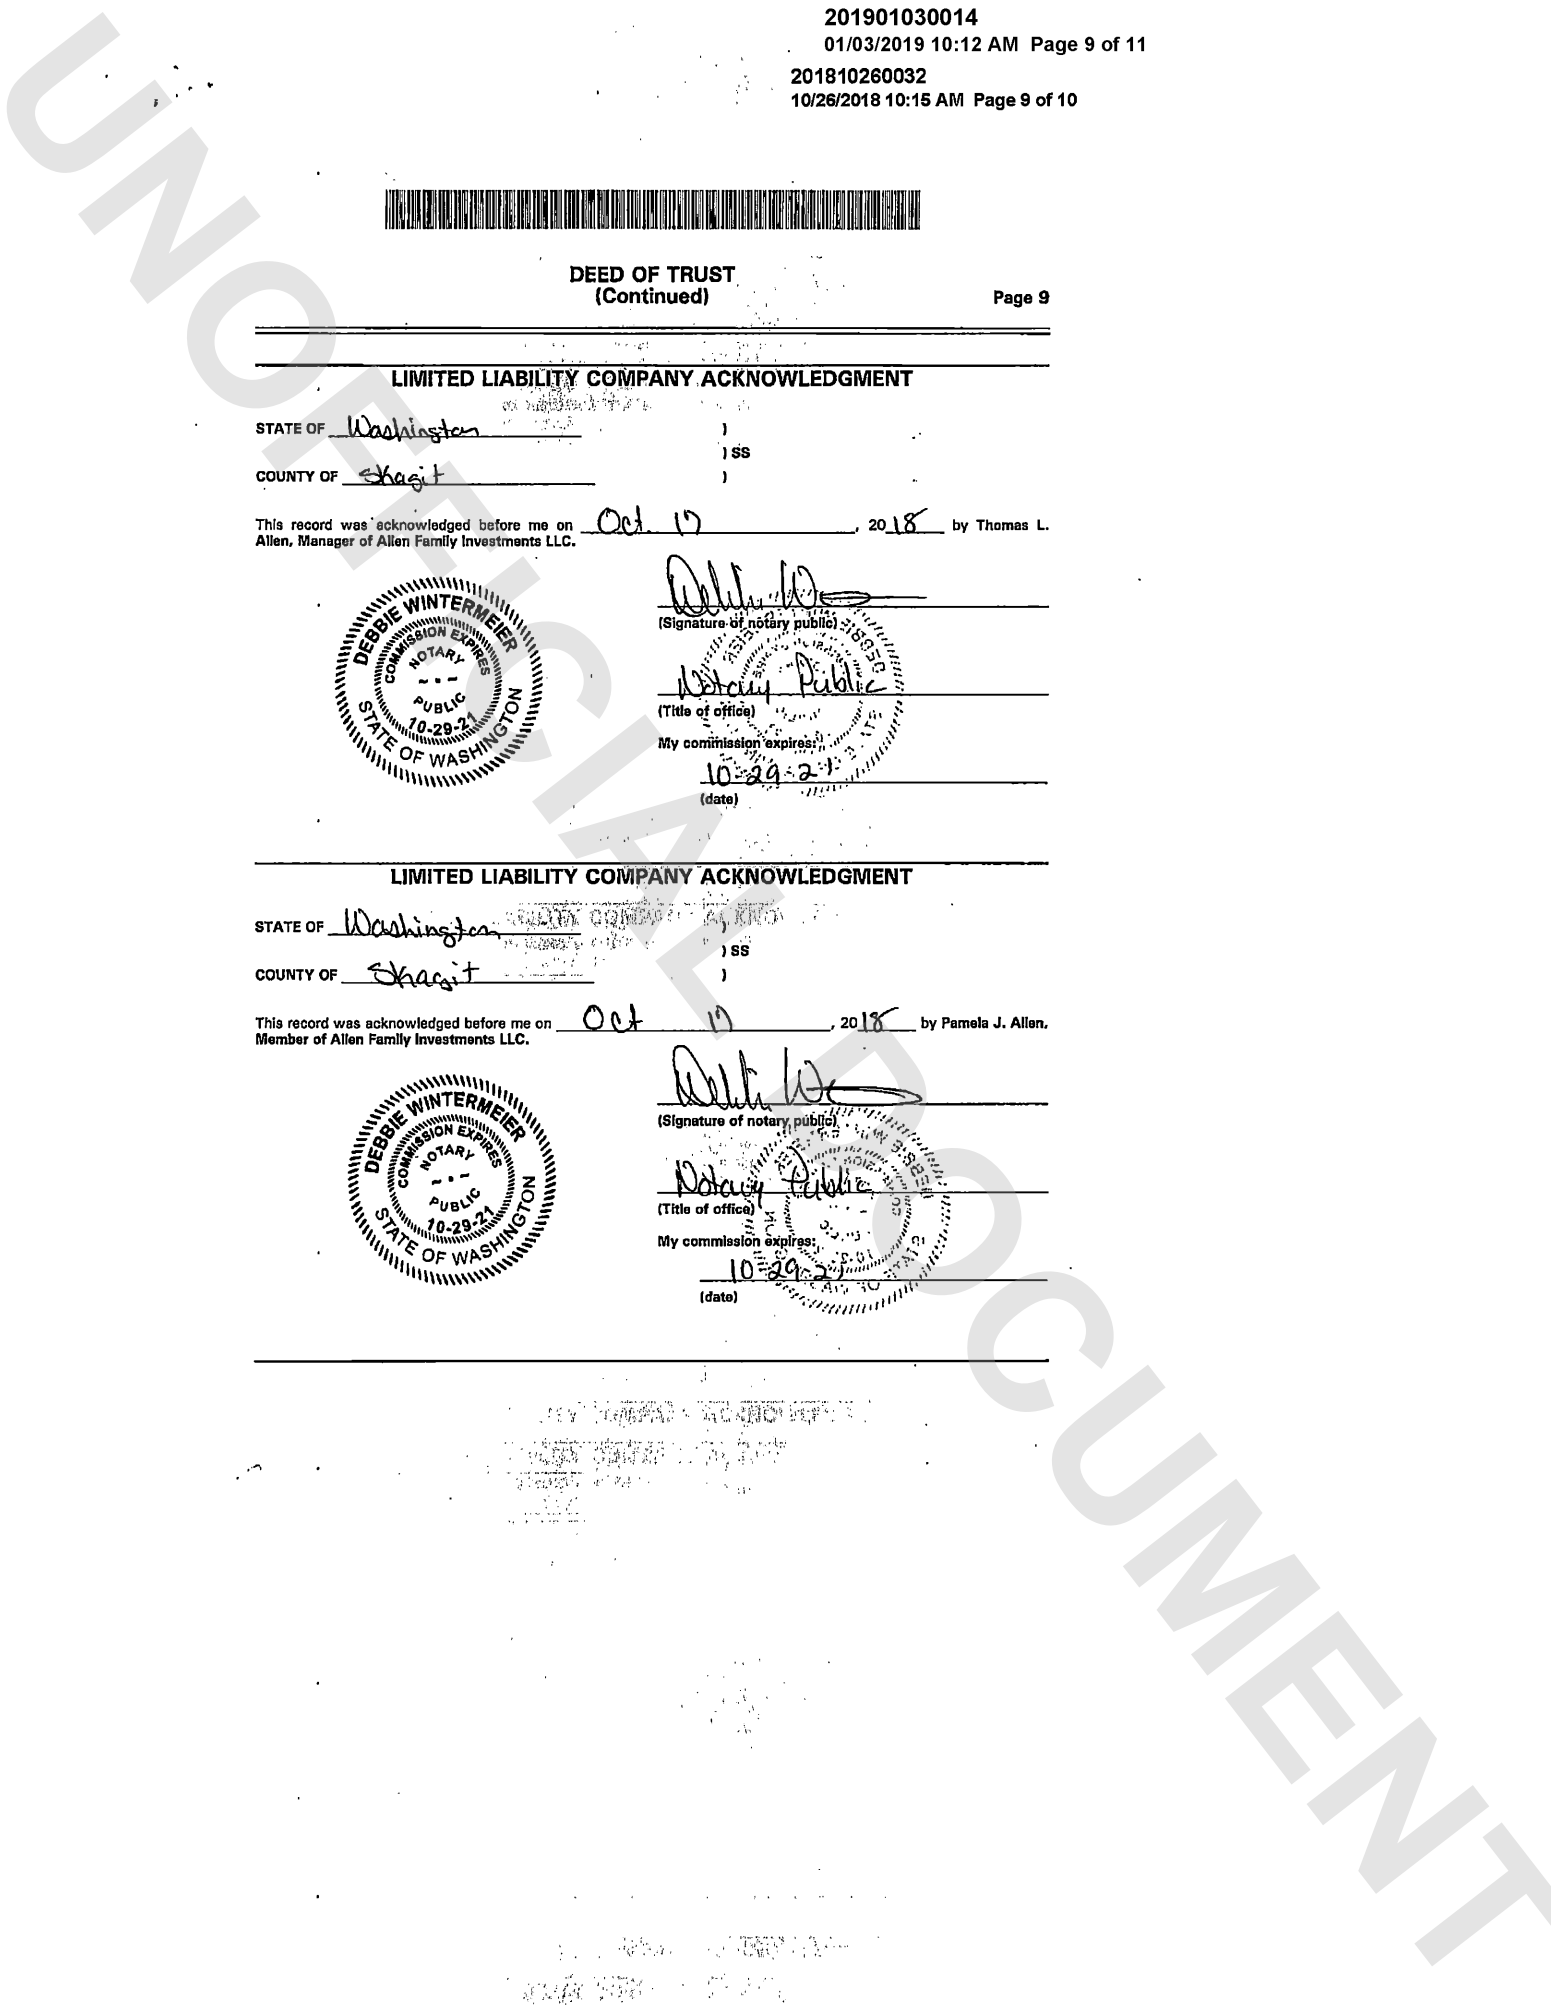 201901030014
01/03/2019 10:12 AM Page 9 of 11
201810260032
10/26/2018 10:15 AM Page 9 of 10
DEED OF TRUST
(Continued)
Page 9
LIMITED LIABILITY COMPANY ACKNOWLEDGMENT
STATE OF Washington )
) SS
COUNTY OF Skagit )
This record was acknowledged before me on Oct. 17, 2018 by Thomas L.
Allen, Manager of Allen Family Investments LLC.
DEBBIE WINTERMEIER
COMMISSION EXPIRES
NOTARY
PUBLIC
10-29-21
STATE OF WASHINGTON
(Signature of notary public)
Notary Public
(Title of office)
My commission expires:
10-29-21
(date)
LIMITED LIABILITY COMPANY ACKNOWLEDGMENT
STATE OF Washington )
) SS
COUNTY OF Skagit )
This record was acknowledged before me on Oct 17, 2018 by Pamela J. Allen,
Member of Allen Family Investments LLC.
DEBBIE WINTERMEIER
COMMISSION EXPIRES
NOTARY
PUBLIC
10-29-21
STATE OF WASHINGTON
(Signature of notary public)
Notary Public
(Title of office)
My commission expires:
10-29-21
(date)
UNOFFICIAL DOCUMENT